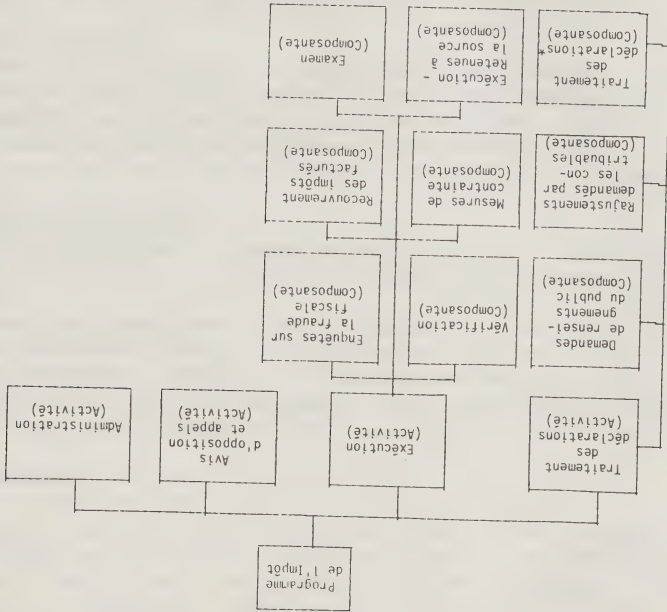 Programme
de l'Impôt
Traitement
des
déclarations
(Activité)
Exécution
(Activité)
Avis
d'opposition
et appels
(Activité)
Administration
(Activité)
Demandes
de rensei-
gnements
du public
(Composante)
Vérification
(Composante)
Enquêtes sur
la fraude
fiscale
(Composante)
Rajustements
demandés par
les con-
tribuables
(Composante)
Mesures de
contrainte
(Composante)
Recouvrement
des impôts
facturés
(Composante)
Traitement
des
déclarations*
(Composante)
Exécution -
Retenues à
la source
(Composante)
Examen
(Composante)